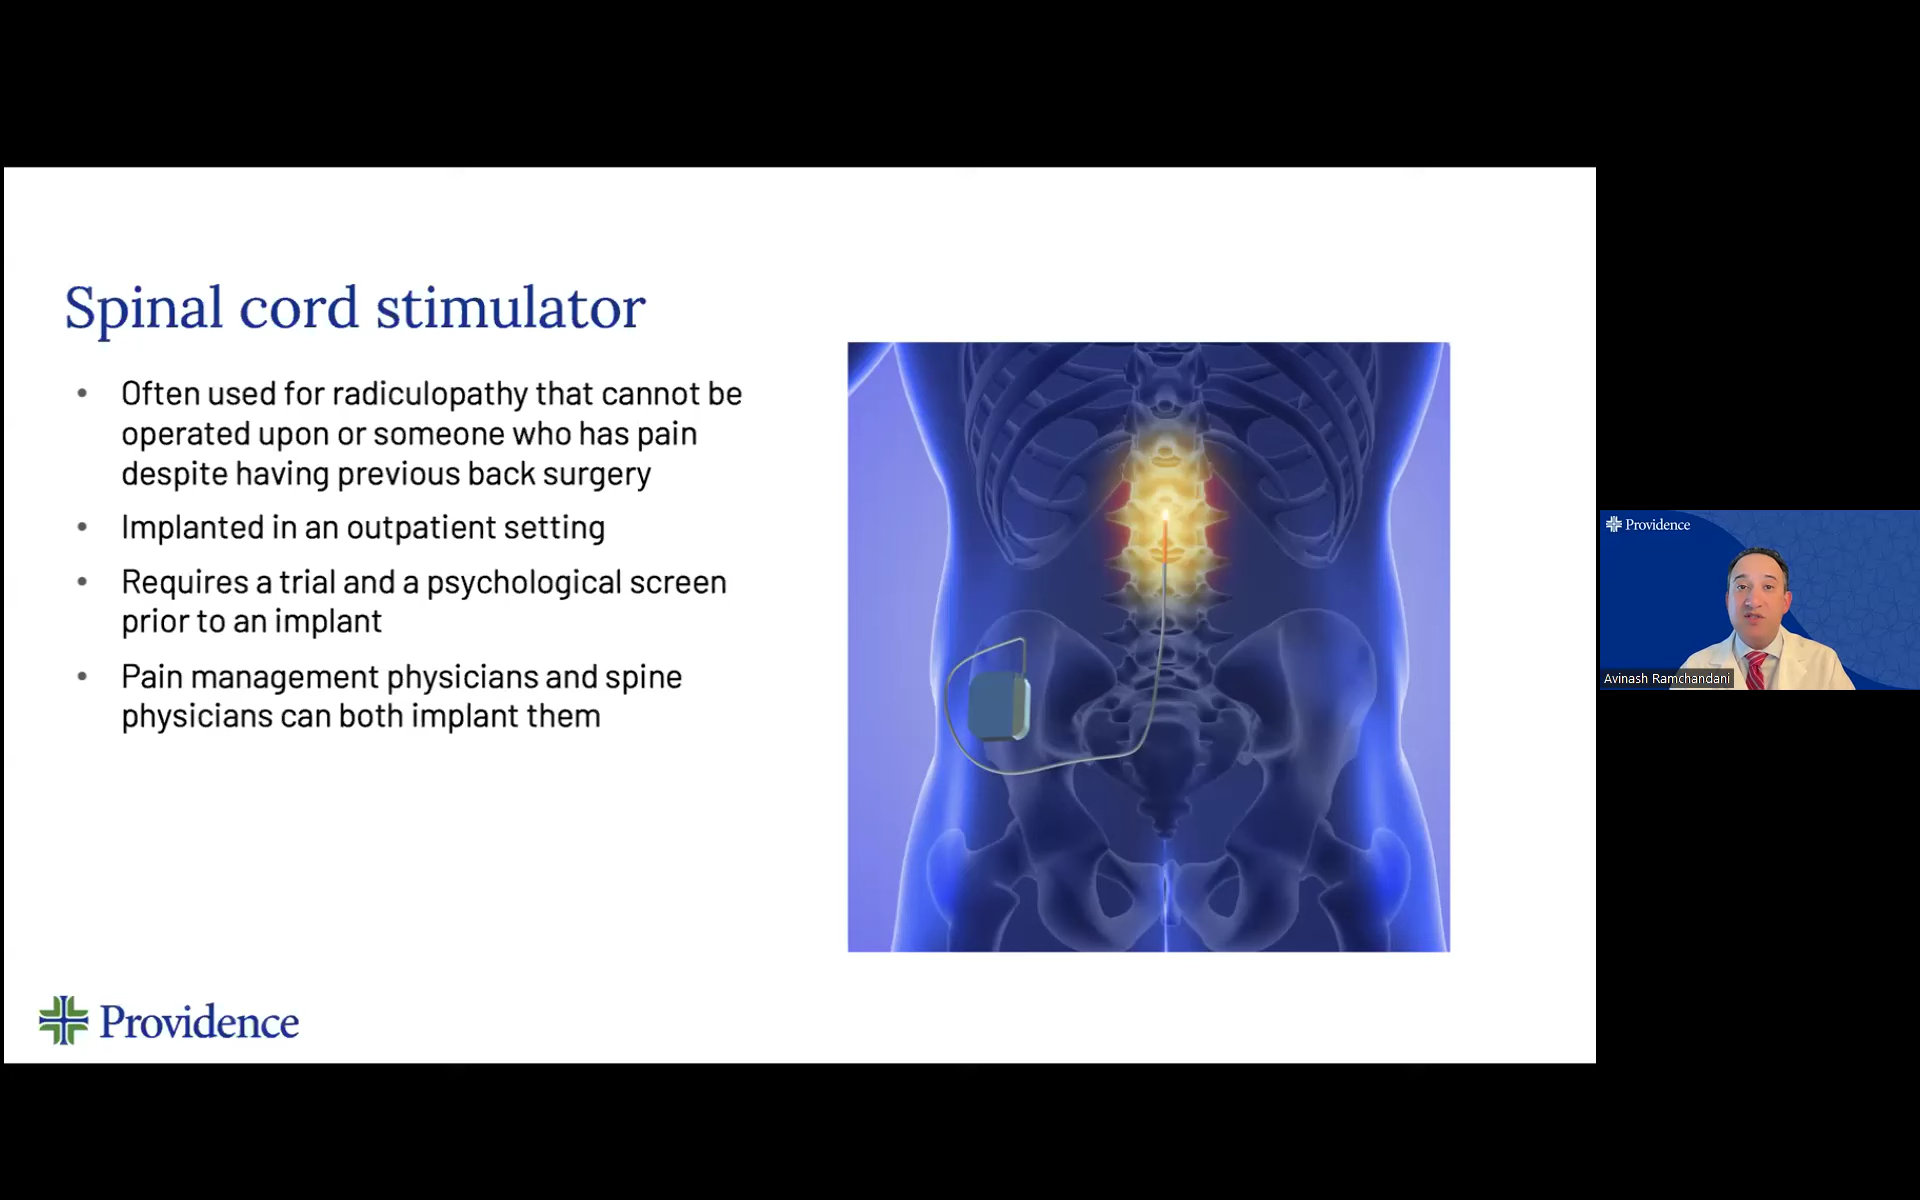 Spinal cord stimulator
• Often used for radiculopathy that cannot be
operated upon or someone who has pain
despite having previous back surgery
• Implanted in an outpatient setting
• Requires a trial and a psychological screen
prior to an implant
• Pain management physicians and spine
physicians can both implant them
Providence
Providence
Avinash Ramchandani